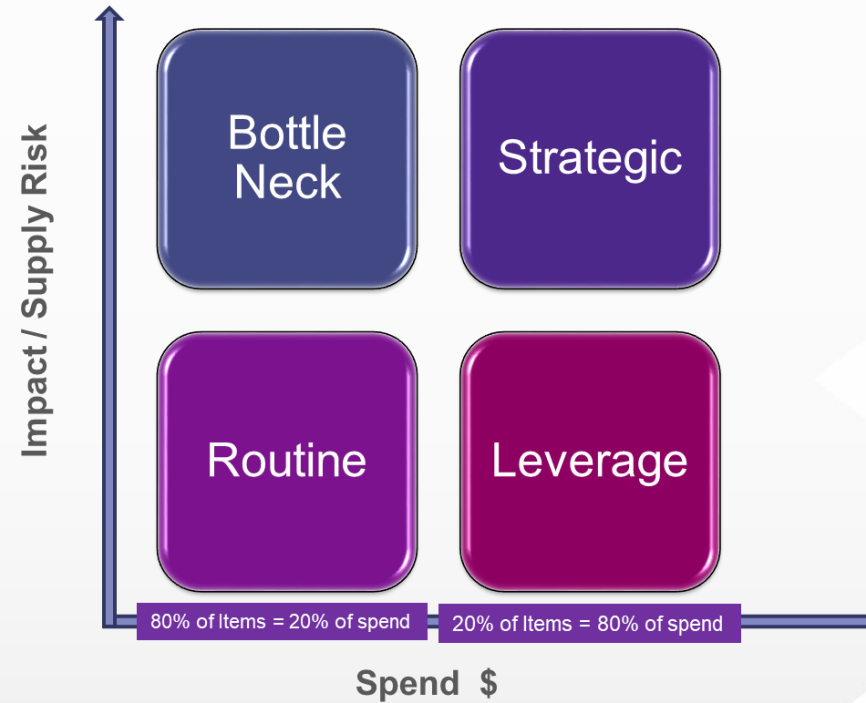 Impact / Supply Risk
Bottle
Neck
Strategic
Routine
Leverage
80% of Items = 20% of spend
20% of Items = 80% of spend
Spend $